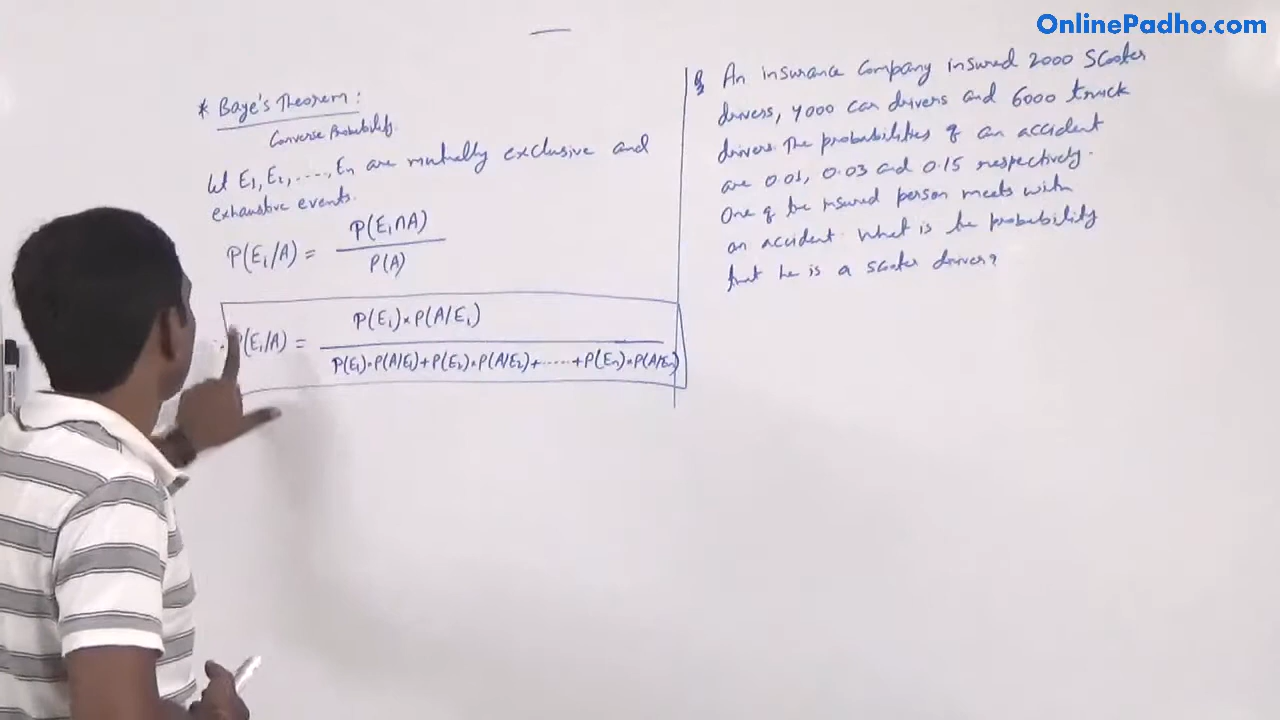 OnlinePadho.com
* Baye's Theorem:
Converse Probability.
Let E₁, E₂, ....., Eₙ are mutually exclusive and
exhaustive events.
P(E₁/A) = P(E₁∩A) / P(A)
P(E₁/A) = P(E₁)×P(A/E₁) / P(E₁)·P(A/E₁)+P(E₂)·P(A/E₂)+.....+P(Eₙ)·P(A/Eₙ)
Q An insurance company insured 2000 Scooter
drivers, 4000 car drivers and 6000 truck
drivers. The probabilities of an accident
are 0.01, 0.03 and 0.15 respectively.
One of the insured person meets with
an accident. What is the probability
that he is a scooter driver?